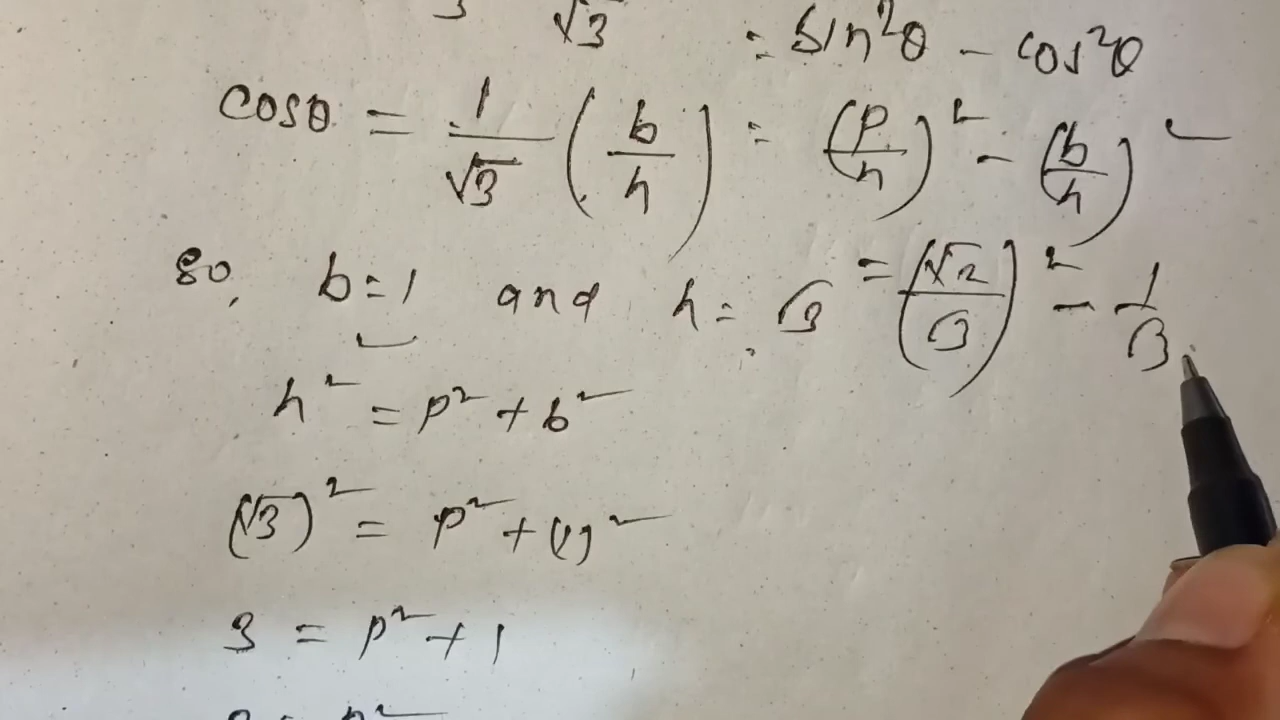 √3 = sin²θ - cos²θ
cosθ = 1/√3 (b/h) = (p/h)² - (b/h)²
so, b = 1 and h = √3 = (√2/√3)² - 1/√3
h² = p² + b²
(√3)² = p² + (1)²
3 = p² + 1